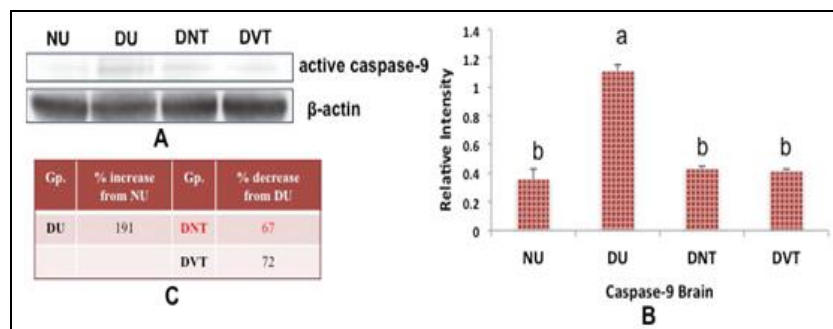 NU DU DNT DVT
active caspase-9
β-actin
A
Gp. % increase from NU Gp. % decrease from DU
DU 191 DNT 67
DVT 72
C
Relative Intensity
1.4
1.2
1
0.8
0.6
0.4
0.2
0
b a b b
NU DU DNT DVT
Caspase-9 Brain
B